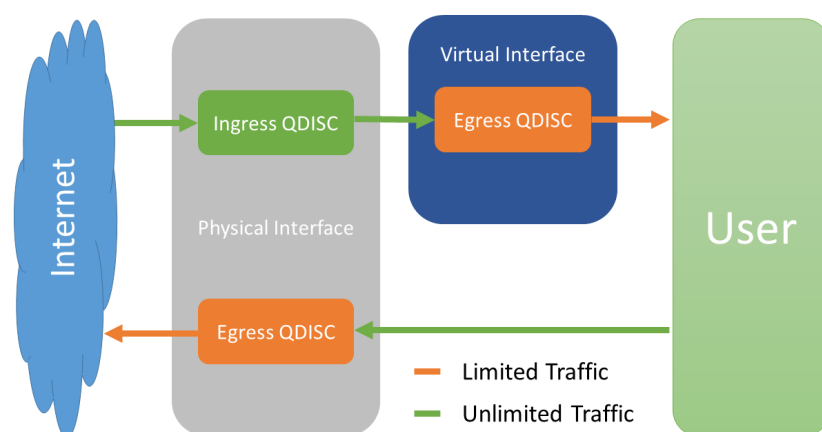 Virtual Interface
Ingress QDISC
Egress QDISC
Internet
Physical Interface
User
Egress QDISC
Limited Traffic
Unlimited Traffic